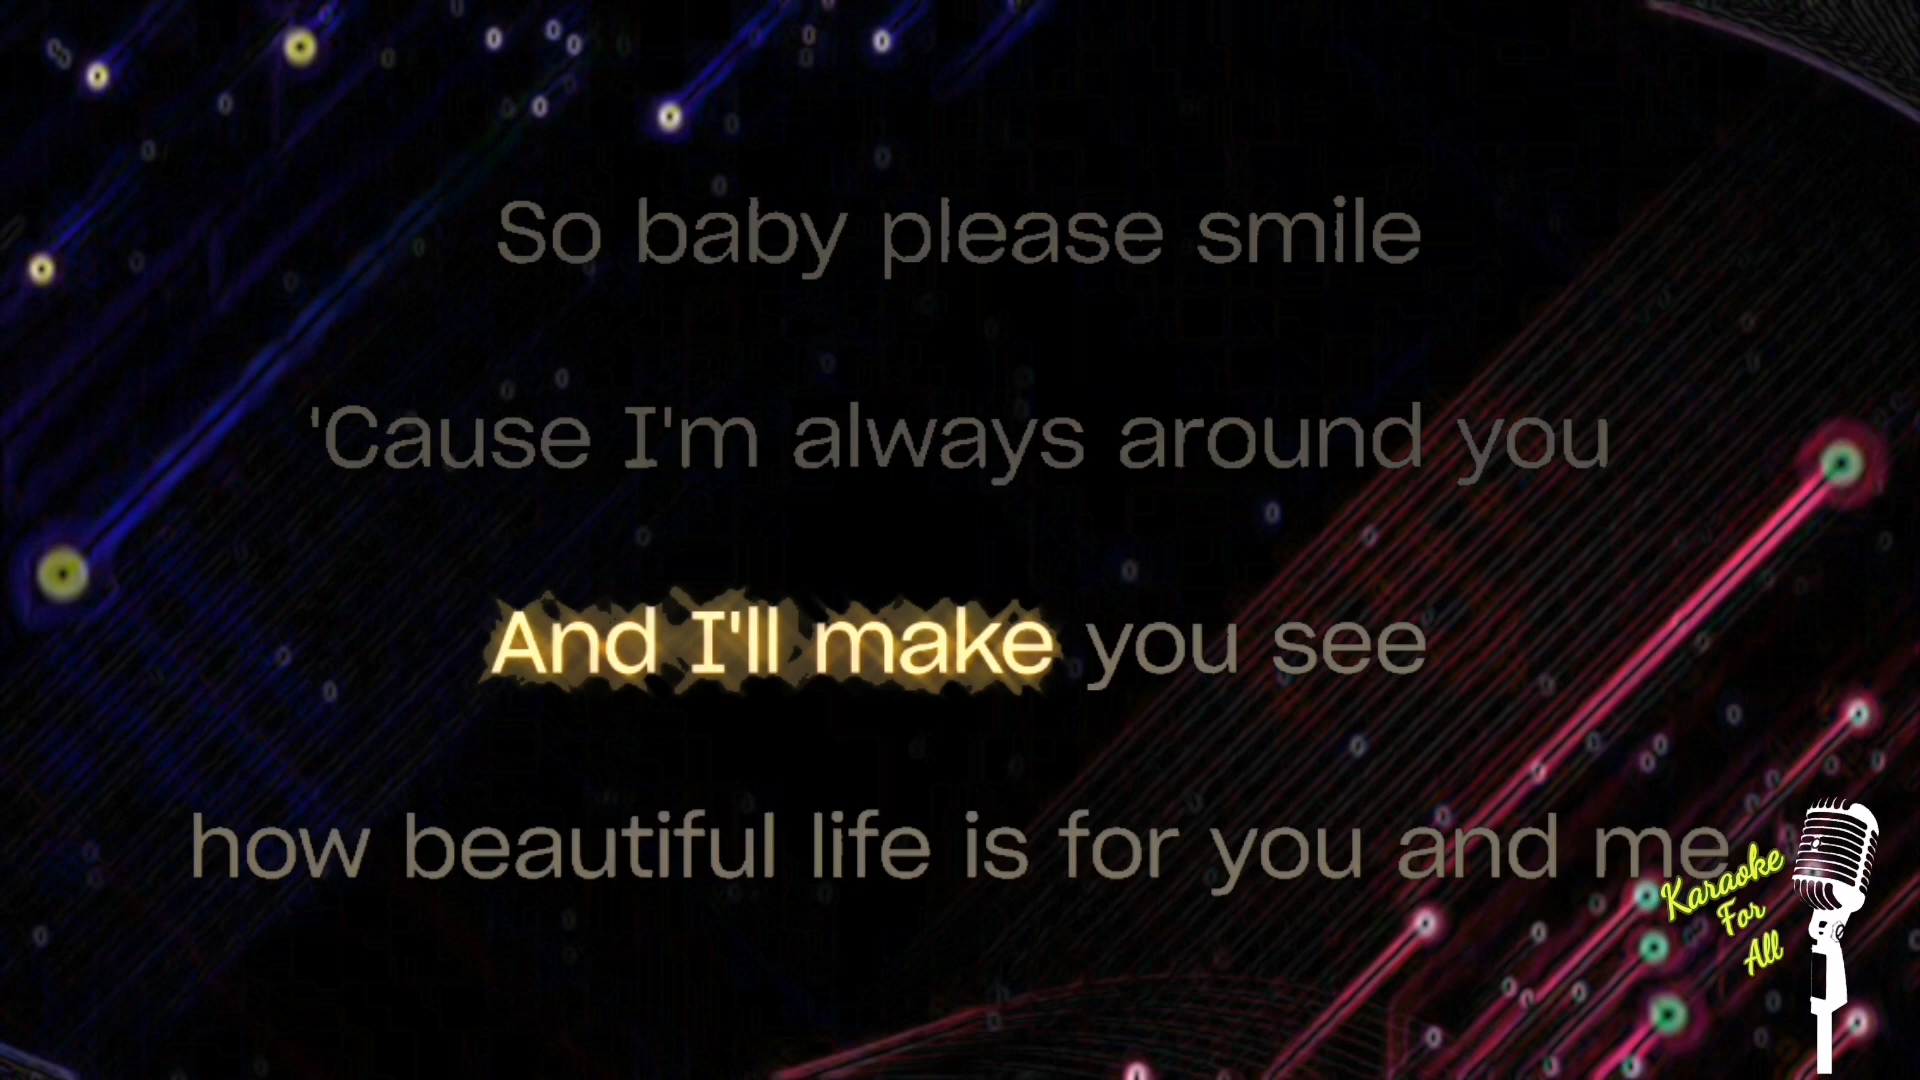 So baby please smile
'Cause I'm always around you
And I'll make you see
how beautiful life is for you and me
Karaoke
For
All